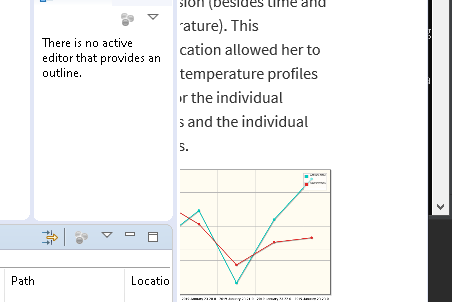 There is no active
editor that provides an
outline.
Path
Locatio
sion (besides time and
rature). This
cation allowed her to
temperature profiles
or the individual
s and the individual
s.